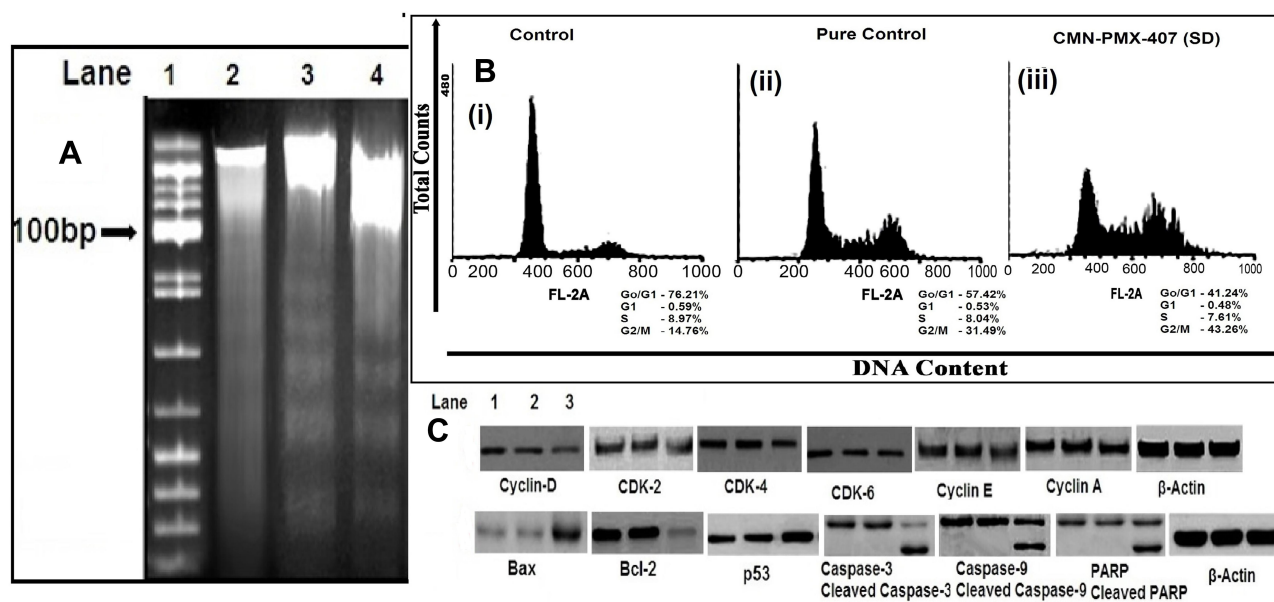 Lane 1 2 3 4
A
100bp
B
Total Counts
480
Control
(i)
0 200 400 600 800 1000
FL-2A
Go/G1 - 76.21%
G1 - 0.59%
S - 8.97%
G2/M - 14.76%
Pure Control
(ii)
0 200 400 600 800 1000
FL-2A
Go/G1 - 57.42%
G1 - 0.53%
S - 8.04%
G2/M - 31.49%
CMN-PMX-407 (SD)
(iii)
0 200 400 600 800 1000
FL-2A
Go/G1 - 41.24%
G1 - 0.48%
S - 7.61%
G2/M - 43.26%
DNA Content
Lane 1 2 3
C
Cyclin-D CDK-2 CDK-4 CDK-6 Cyclin E Cyclin A β-Actin
Bax Bcl-2 p53 Caspase-3 Caspase-9 PARP β-Actin
Cleaved Caspase-3 Cleaved Caspase-9 Cleaved PARP